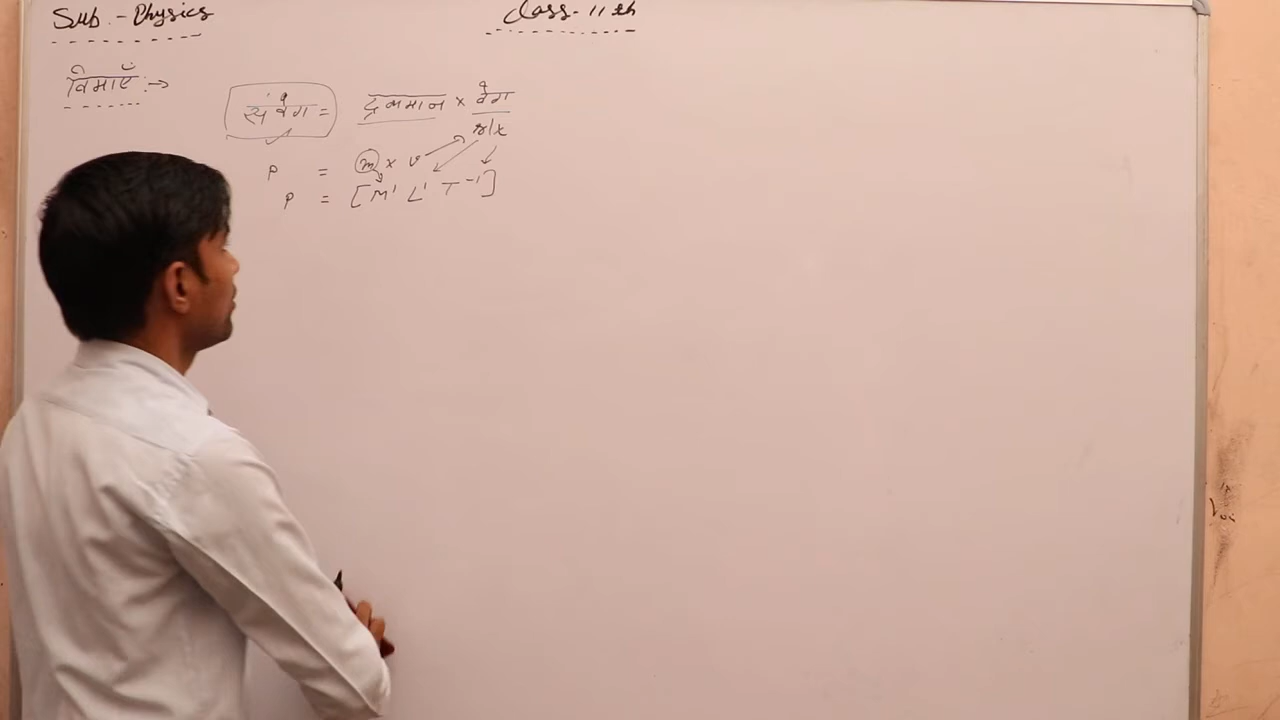 Sub.- Physics
Class- 11th
विमाएँ :→
संवेग = द्रव्यमान × वेग
P = m × v
P = [M¹ L¹ T⁻¹]